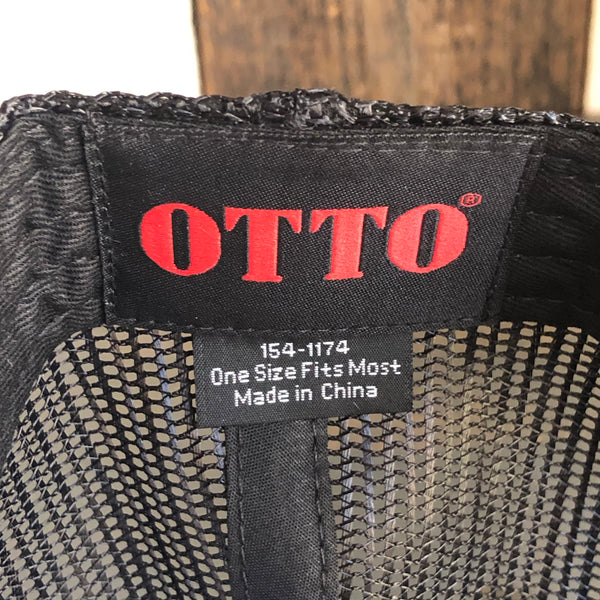 OTTO®
154-1174
One Size Fits Most
Made in China